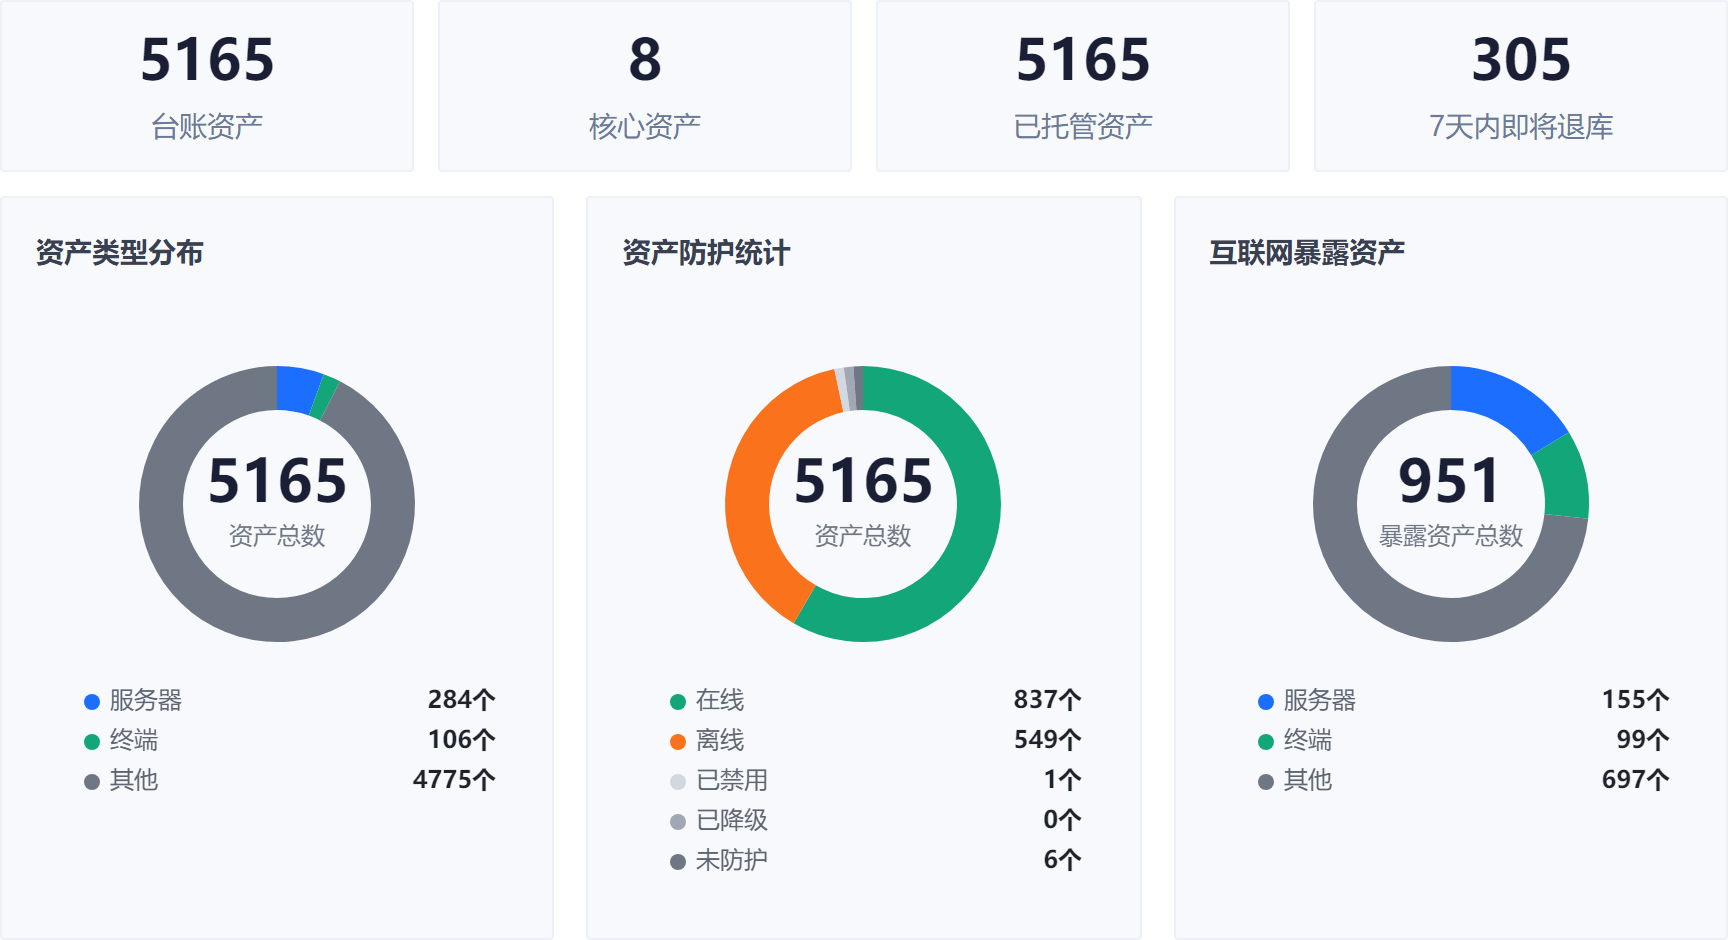 5165
台账资产
8
核心资产
5165
已托管资产
305
7天内即将退库
资产类型分布
5165
资产总数
服务器 284个
终端 106个
其他 4775个
资产防护统计
5165
资产总数
在线 837个
离线 549个
已禁用 1个
已降级 0个
未防护 6个
互联网暴露资产
951
暴露资产总数
服务器 155个
终端 99个
其他 697个